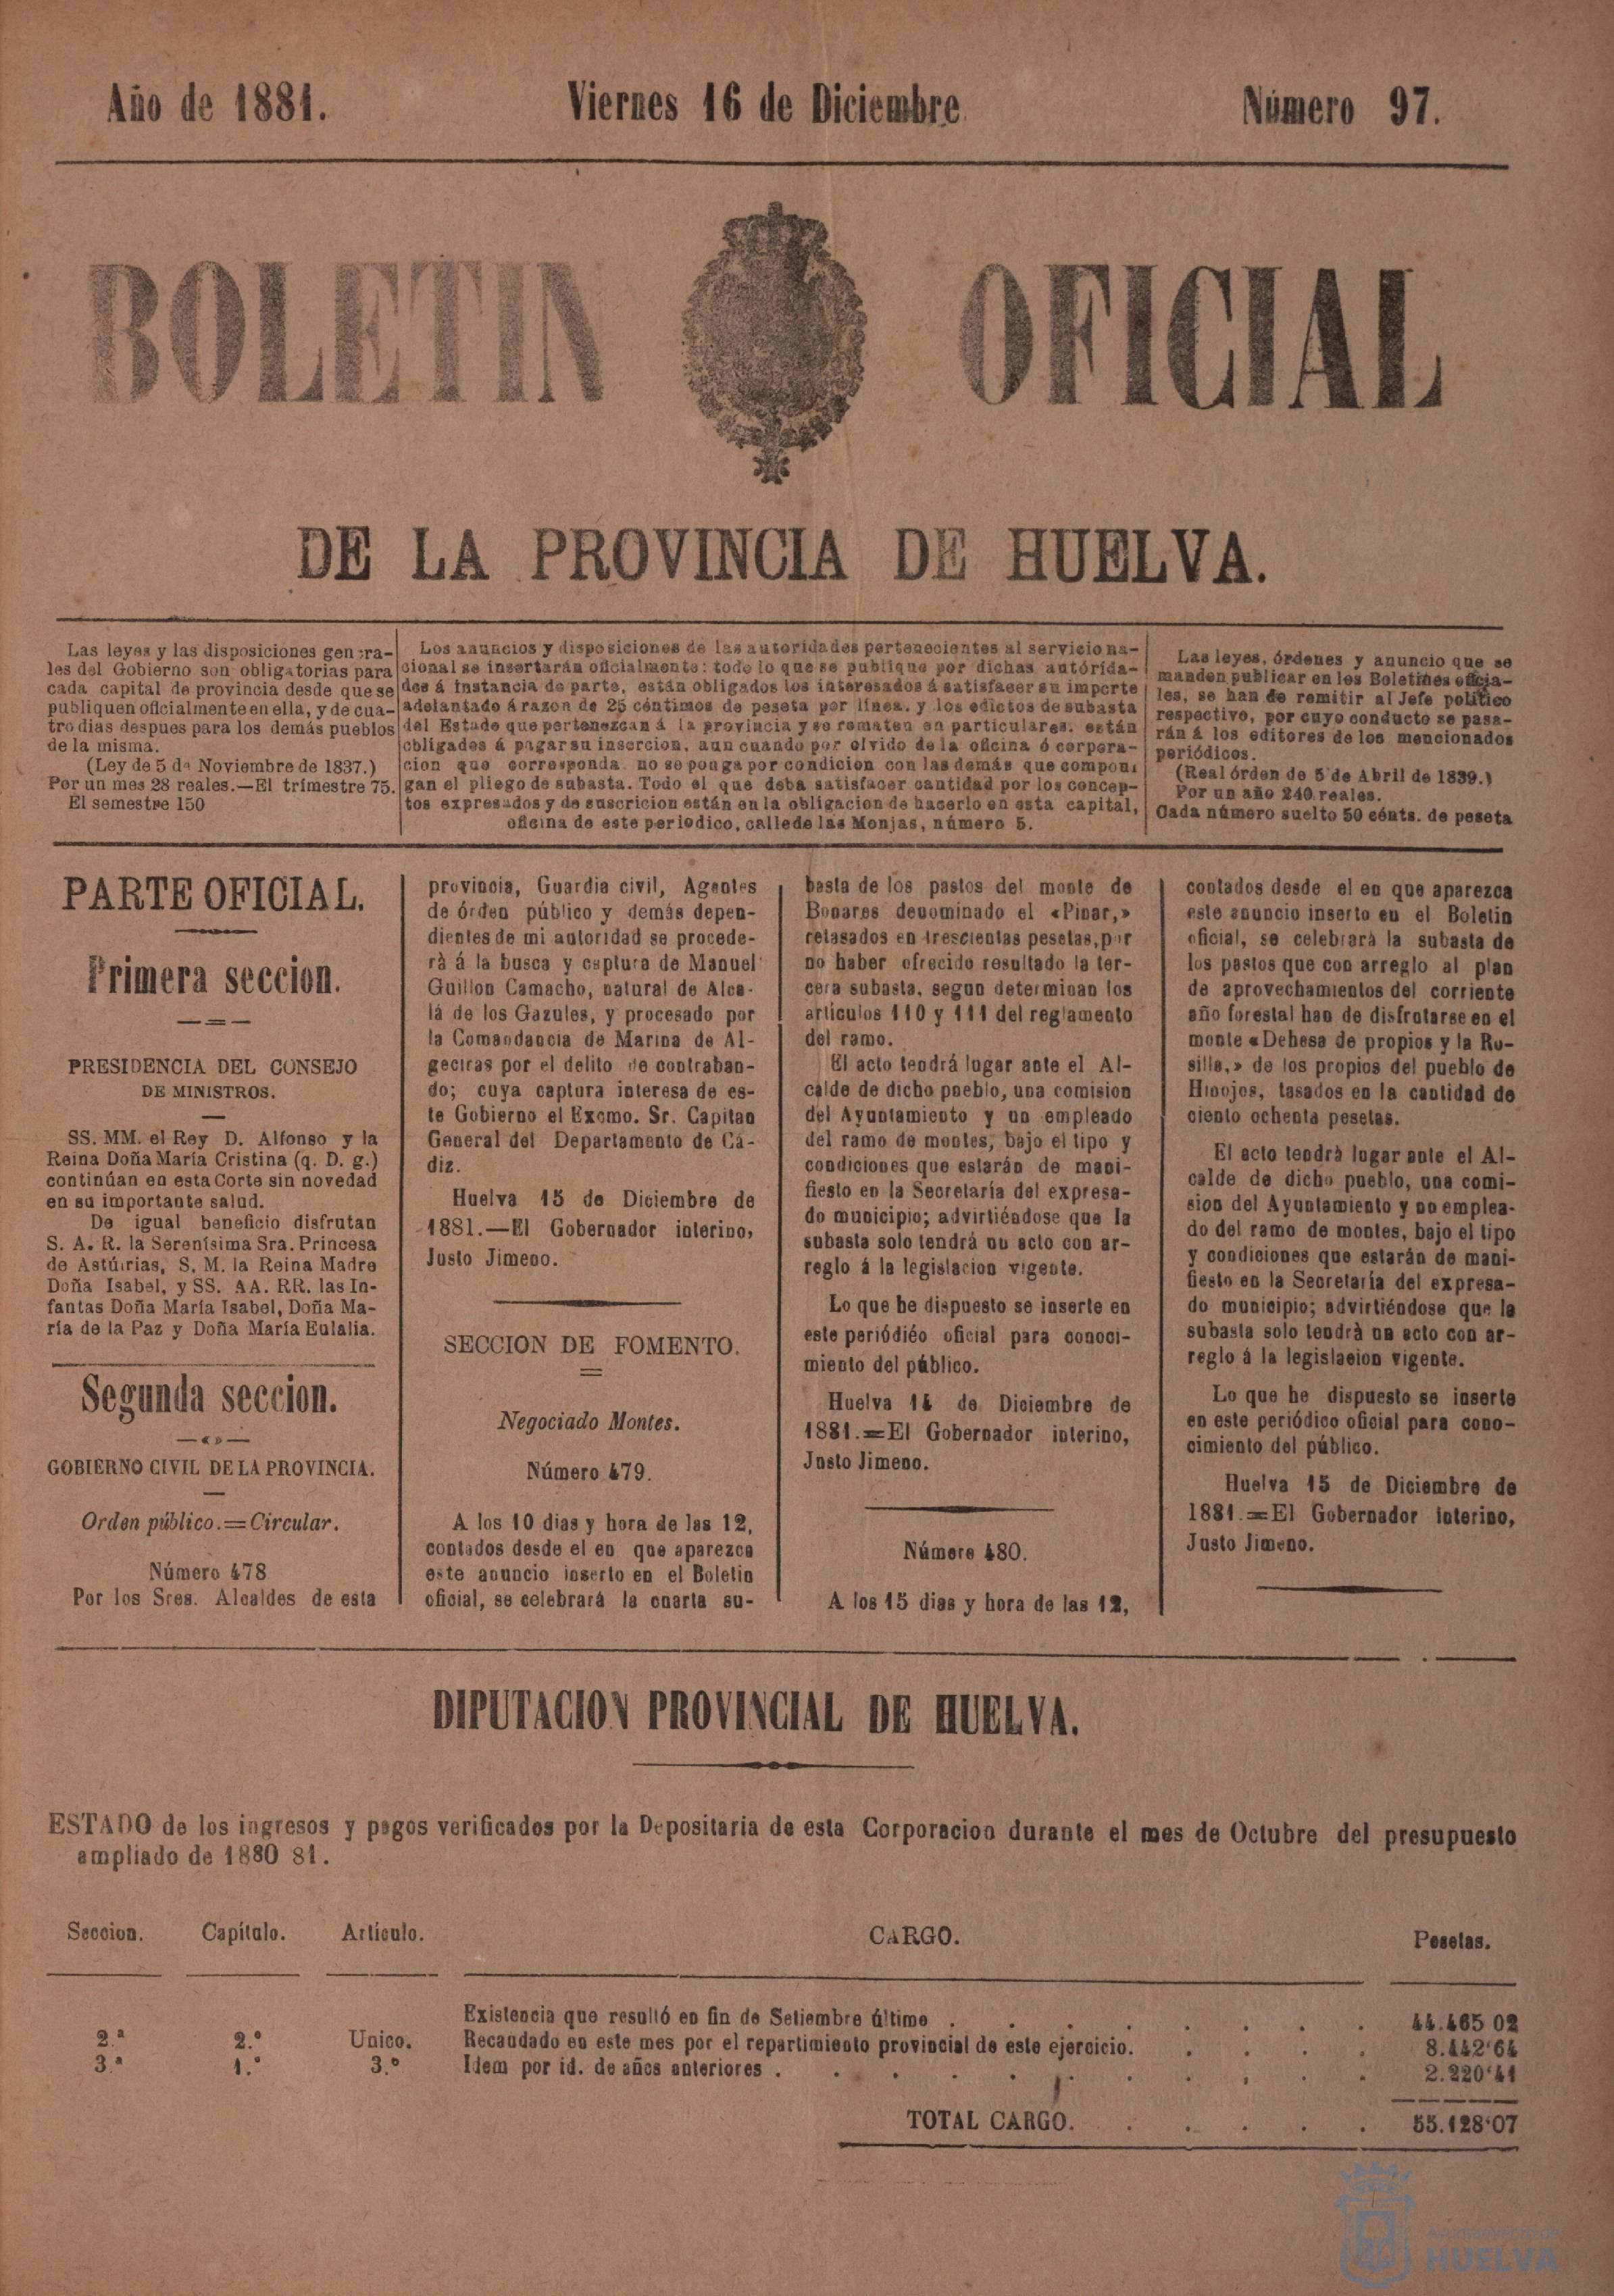 Año de 1881.
Viernes 16 de Diciembre.
Número 97.
BOLETIN OFICIAL
DE LA PROVINCIA DE HUELVA.
Las leyes y las disposiciones genera-
les del Gobierno son obligatorias para
cada capital de provincia desde que se
publiquen oficialmente en ella, y de cua-
tro dias despues para los demás pueblos
de la misma.
(Ley de 5 de Noviembre de 1837.)
Por un mes 28 reales.—El trimestre 75.
El semestre 150
Los anuncios y disposiciones de las autoridades pertenecientes al servicio na-
cional se insertarán oficialmente: todo lo que se publique por dichas autórida-
des á instancia de parte, están obligados los interesados á satisfacer su importe
adelantado á razon de 25 céntimos de peseta por línea. y los edictos de subasta
del Estado que pertenezcan á la provincia y se rematen en particulares. están
obligados á pagar su insercion, aun cuando por olvido de la oficina ó corpora-
cion que corresponda no se ponga por condicion con las demás que compon:
gan el pliego de subasta. Todo el que deba satisfacer cantidad por los concep-
tos expresados y de suscricion están en la obligacion de hacerlo en esta capital,
oficina de este periodico, calle de las Monjas, número 5.
Las leyes, órdenes y anuncio que se
manden publicar en los Boletines oficia-
les, se han de remitir al Jefe político
respectivo, por cuyo conducto se pasa-
rán á los editores de los mencionados
periódicos.
(Real órden de 5 de Abril de 1839.)
Por un año 240 reales.
Cada número suelto 50 cénts. de peseta
PARTE OFICIAL.
Primera seccion.
PRESIDENCIA DEL CONSEJO
DE MINISTROS.
SS. MM. el Rey D. Alfonso y la
Reina Doña María Cristina (q. D. g.)
continúan en esta Corte sin novedad
en su importante salud.
De igual beneficio disfrutan
S. A. R. la Serenísima Sra. Princesa
de Astúirias, S. M. la Reina Madre
Doña Isabel, y SS. AA. RR. las In-
fantas Doña María Isabel, Doña Ma-
ría de la Paz y Doña María Eulalia.
Segunda seccion.
—«»—
GOBIERNO CIVIL DE LA PROVINCIA.
Orden público.=Circular.
Número 478
Por los Sres. Alcaldes de esta
provincia, Guardia civil, Agentes
de órden público y demás depen-
dientes de mi autoridad se procede-
rà á la busca y captura de Manuel
Guillon Camacho, natural de Alca-
lá de los Gazules, y procesado por
la Comandancia de Marina de Al-
geciras por el delito de contraban-
do; cuya captura interesa de es-
te Gobierno el Excmo. Sr. Capitan
General del Departamento de Cá-
diz.
Huelva 15 de Diciembre de
1881.—El Gobernador interino,
Justo Jimeno.
SECCION DE FOMENTO.
Negociado Montes.
Número 479.
A los 10 dias y hora de las 12,
contados desde el en que aparezca
este anuncio inserto en el Boletin
oficial, se celebrará la cuarta su-
basta de los pastos del monte de
Bonares denominado el «Pinar,»
retasados en trescientas pesetas, por
no haber ofrecido resultado la ter-
cera subasta, segun determinan los
artículos 110 y 111 del reglamento
del ramo.
El acto tendrá lugar ante el Al-
calde de dicho pueblo, una comision
del Ayuntamiento y un empleado
del ramo de montes, bajo el tipo y
condiciones que estarán de mani-
fiesto en la Secretaría del expresa-
do municipio; advirtiéndose que la
subasta solo tendrá un acto con ar-
reglo á la legislacion vigente.
Lo que he dispuesto se inserte en
este periódiéo oficial para conoci-
miento del público.
Huelva 14 de Diciembre de
1881.=El Gobernador interino,
Justo Jimeno.
Número 480.
A los 15 dias y hora de las 12,
contados desde el en que aparezca
este anuncio inserto en el Boletin
oficial, se celebrarà la subasta de
los pastos que con arreglo al plan
de aprovechamientos del corriente
año forestal han de disfrutarse en el
monte «Dehesa de propios y la Ru-
silla,» de los propios del pueblo de
Hinojos, tasados en la cantidad de
ciento ochenta pesetas.
El acto tendrà lugar ante el Al-
calde de dicho pueblo, una comi-
sion del Ayuntamiento y un emplea-
do del ramo de montes, bajo el tipo
y condiciones que estarán de mani-
fiesto en la Secretaría del expresa-
do municipio; advirtiéndose que la
subasta solo tendrà un acto con ar-
reglo á la legislacion vigente.
Lo que he dispuesto se inserte
en este periódico oficial para cono-
cimiento del público.
Huelva 15 de Diciembre de
1881.=El Gobernador interino,
Justo Jimeno.
DIPUTACION PROVINCIAL DE HUELVA.
ESTADO de los ingresos y pagos verificados por la Depositaria de esta Corporacion durante el mes de Octubre del presupuesto
ampliado de 1880 81.
Seccion. Capítulo. Artículo. CARGO. Pesetas.
Existencia que resultó en fin de Setiembre último . . . . . . . . 44.465 02
2.ª 2.º Unico. Recaudado en este mes por el repartimiento provincial de este ejercicio. . . . . 8.442‘64
3.ª 1.º 3.º Idem por id. de años anteriores . . . . . . . . . . . 2.220‘41
TOTAL CARGO. . . . . . 55.128‘07
Ayuntamiento de
HUELVA